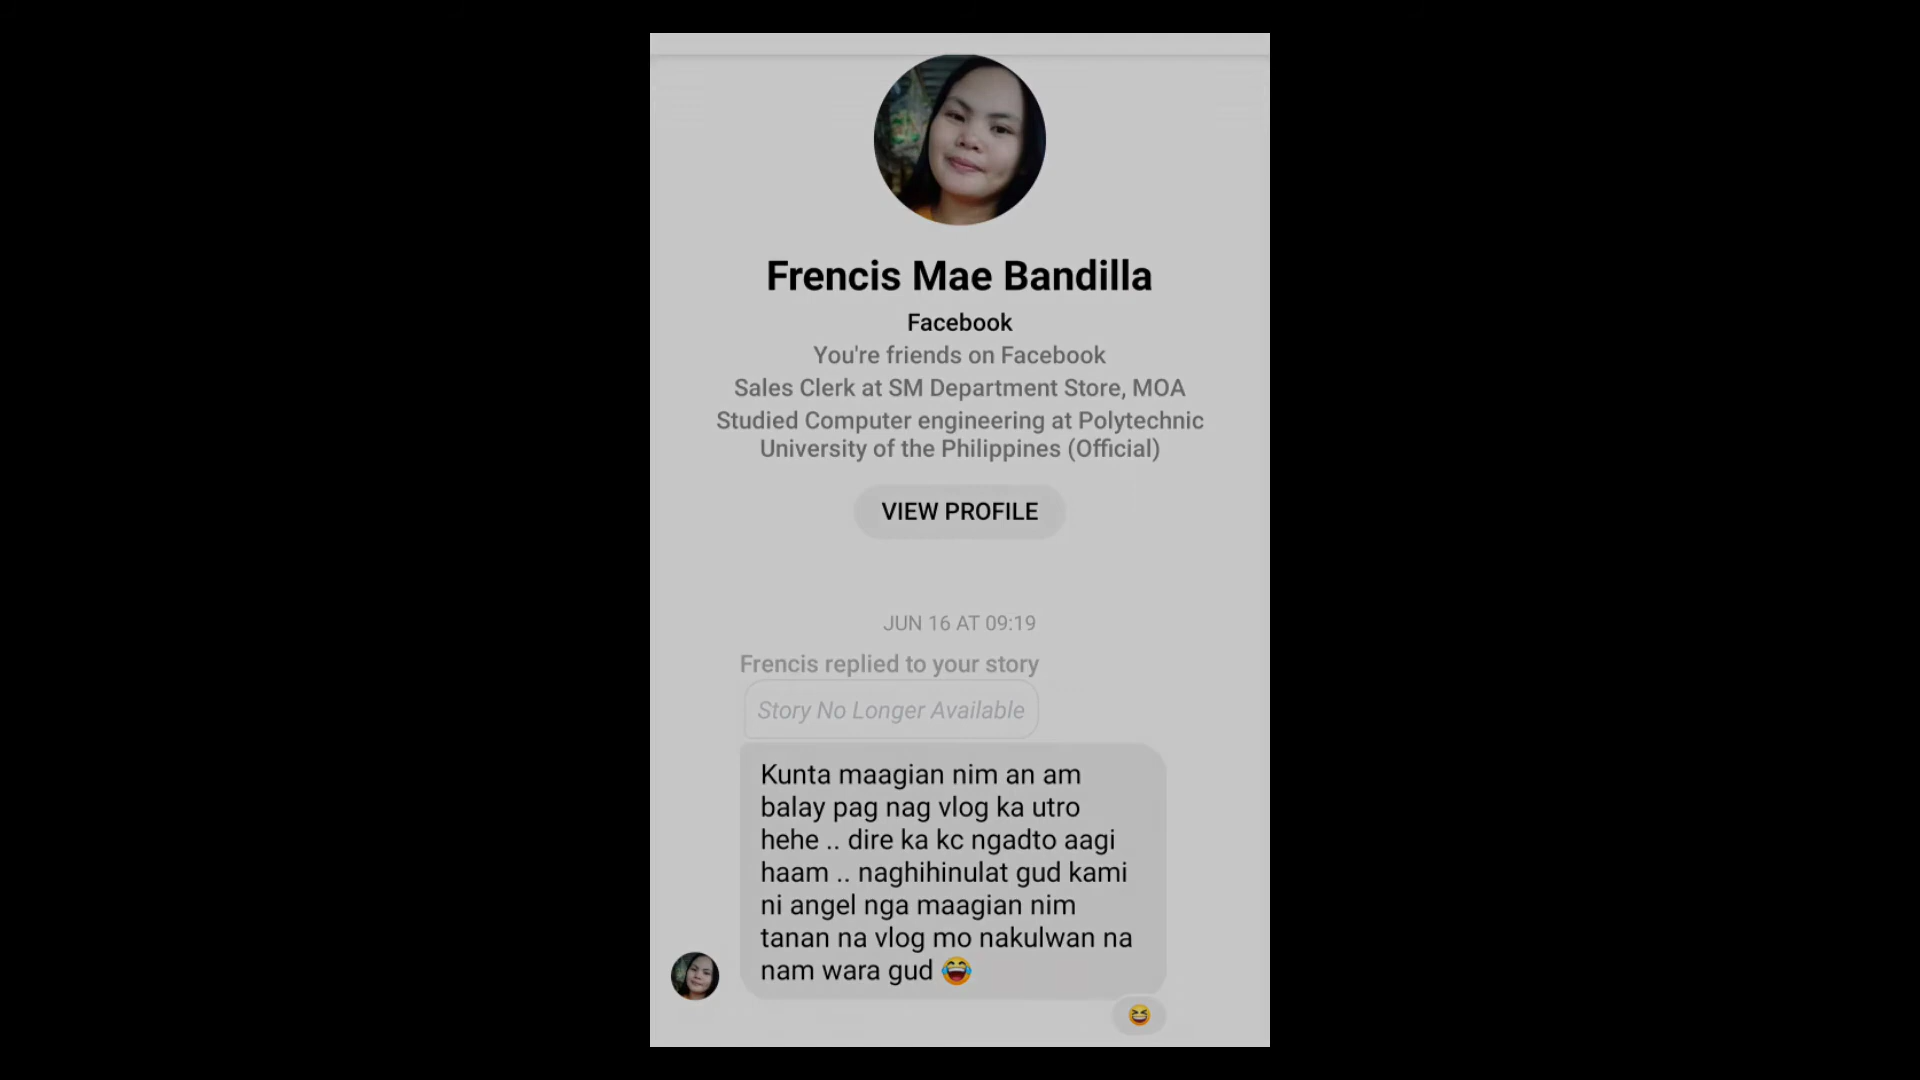 Frencis Mae Bandilla
Facebook
You're friends on Facebook
Sales Clerk at SM Department Store, MOA
Studied Computer engineering at Polytechnic
University of the Philippines (Official)
VIEW PROFILE
JUN 16 AT 09:19
Frencis replied to your story
Story No Longer Available
Kunta maagian nim an am
balay pag nag vlog ka utro
hehe .. dire ka kc ngadto aagi
haam .. naghihinulat gud kami
ni angel nga maagian nim
tanan na vlog mo nakulwan na
nam wara gud 😂
😆